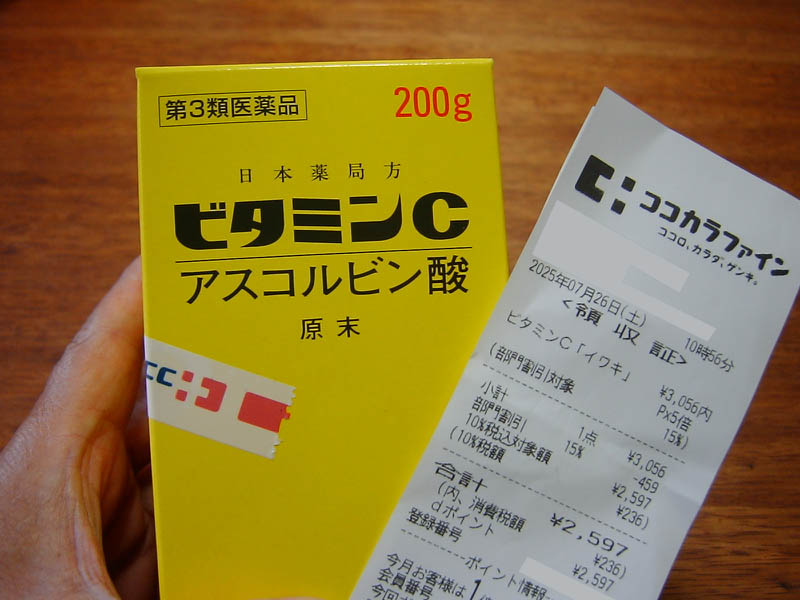 第3類医薬品
200g
日本薬局方
ビタミンC
アスコルビン酸
原末
ココカラファイン
ココロ、カラダ、ゲンキ。
2025年07月26日(土) 10時56分
<領 収 証>
ビタミンC「イワキ」 ¥3,056内
Px5倍
(部門割引対象 15%)
小計 1点 ¥3,056
部門割引 15% -459
10%税込対象額 ¥2,597
(10%税額 ¥236)
合計 ¥2,597
(内、消費税額 ¥236)
dポイント ¥2,597
登録番号
ポイント情報
今月お客様は
会員番号